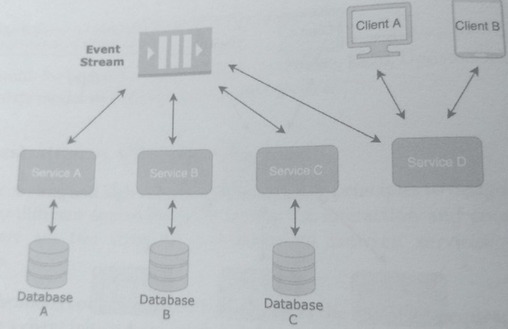 Client A
Client B
Event
Stream
Service A
Service B
Service C
Service D
Database
A
Database
B
Database
C